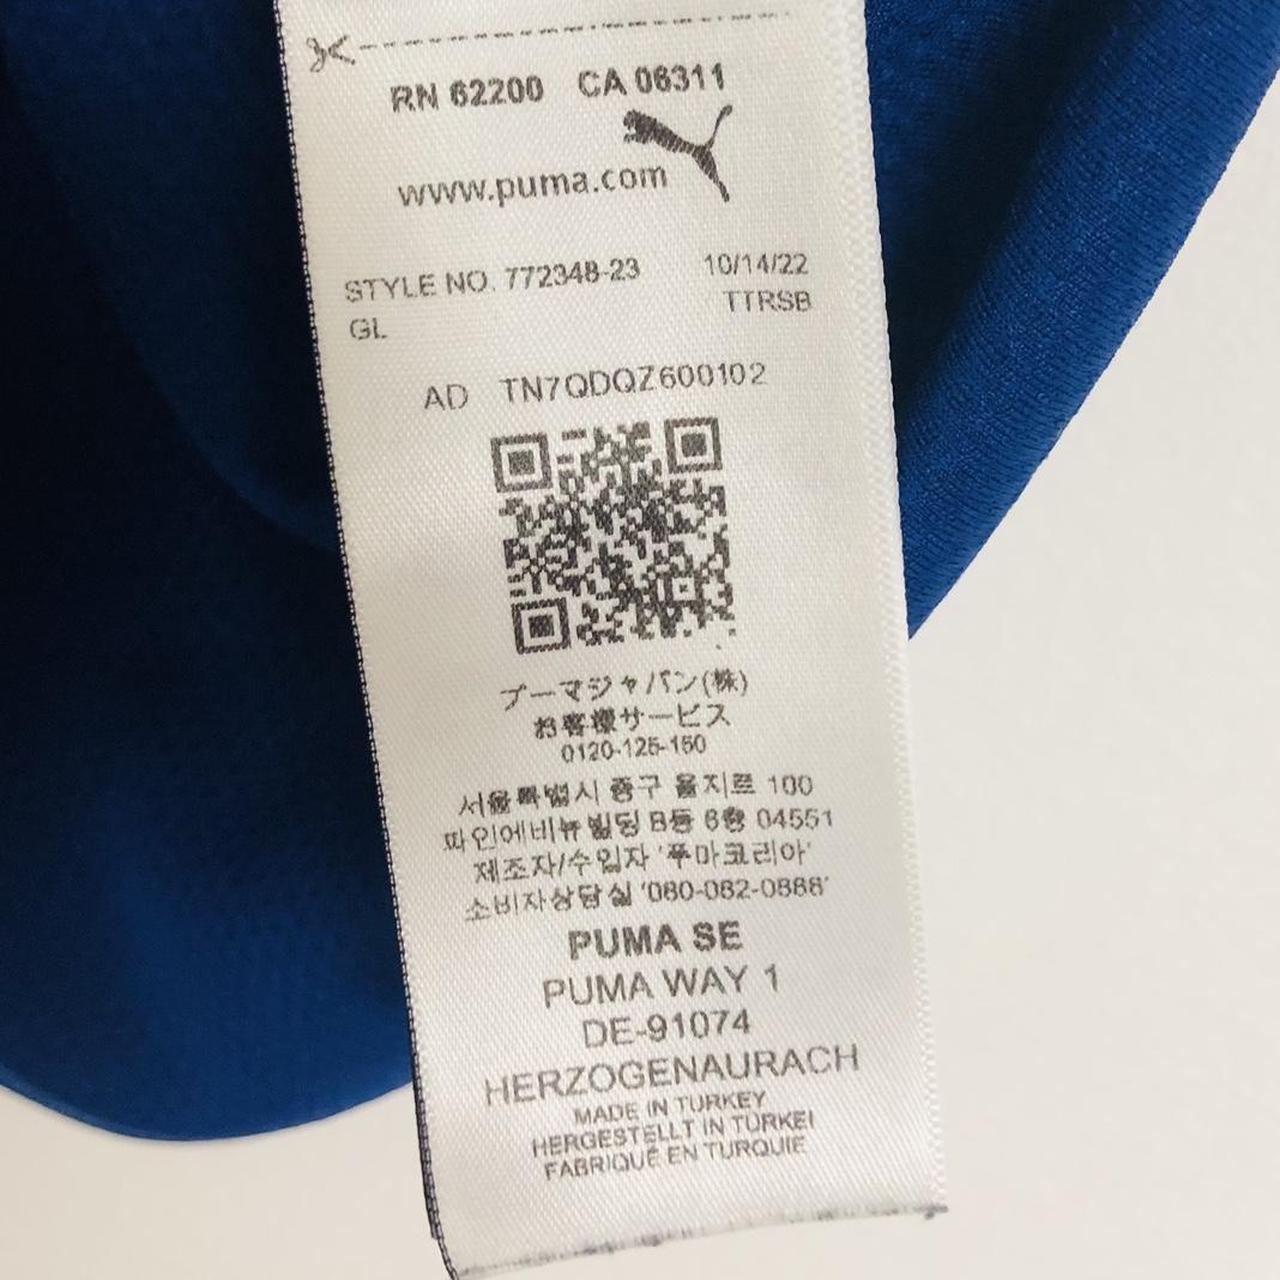 RN 62200 CA 06311
www.puma.com
STYLE NO. 772348-23 10/14/22
GL TTRSB
AD TN7QDQZ600102
プーマジャパン(株)
お客様サービス
0120-125-150
서울특별시 중구 을지로 100
파인에비뉴빌딩 B동 6층 04551
제조자/수입자 '푸마코리아'
소비자상담실 '080-082-0888'
PUMA SE
PUMA WAY 1
DE-91074
HERZOGENAURACH
MADE IN TURKEY
HERGESTELLT IN TÜRKEI
FABRIQUÉ EN TURQUIE